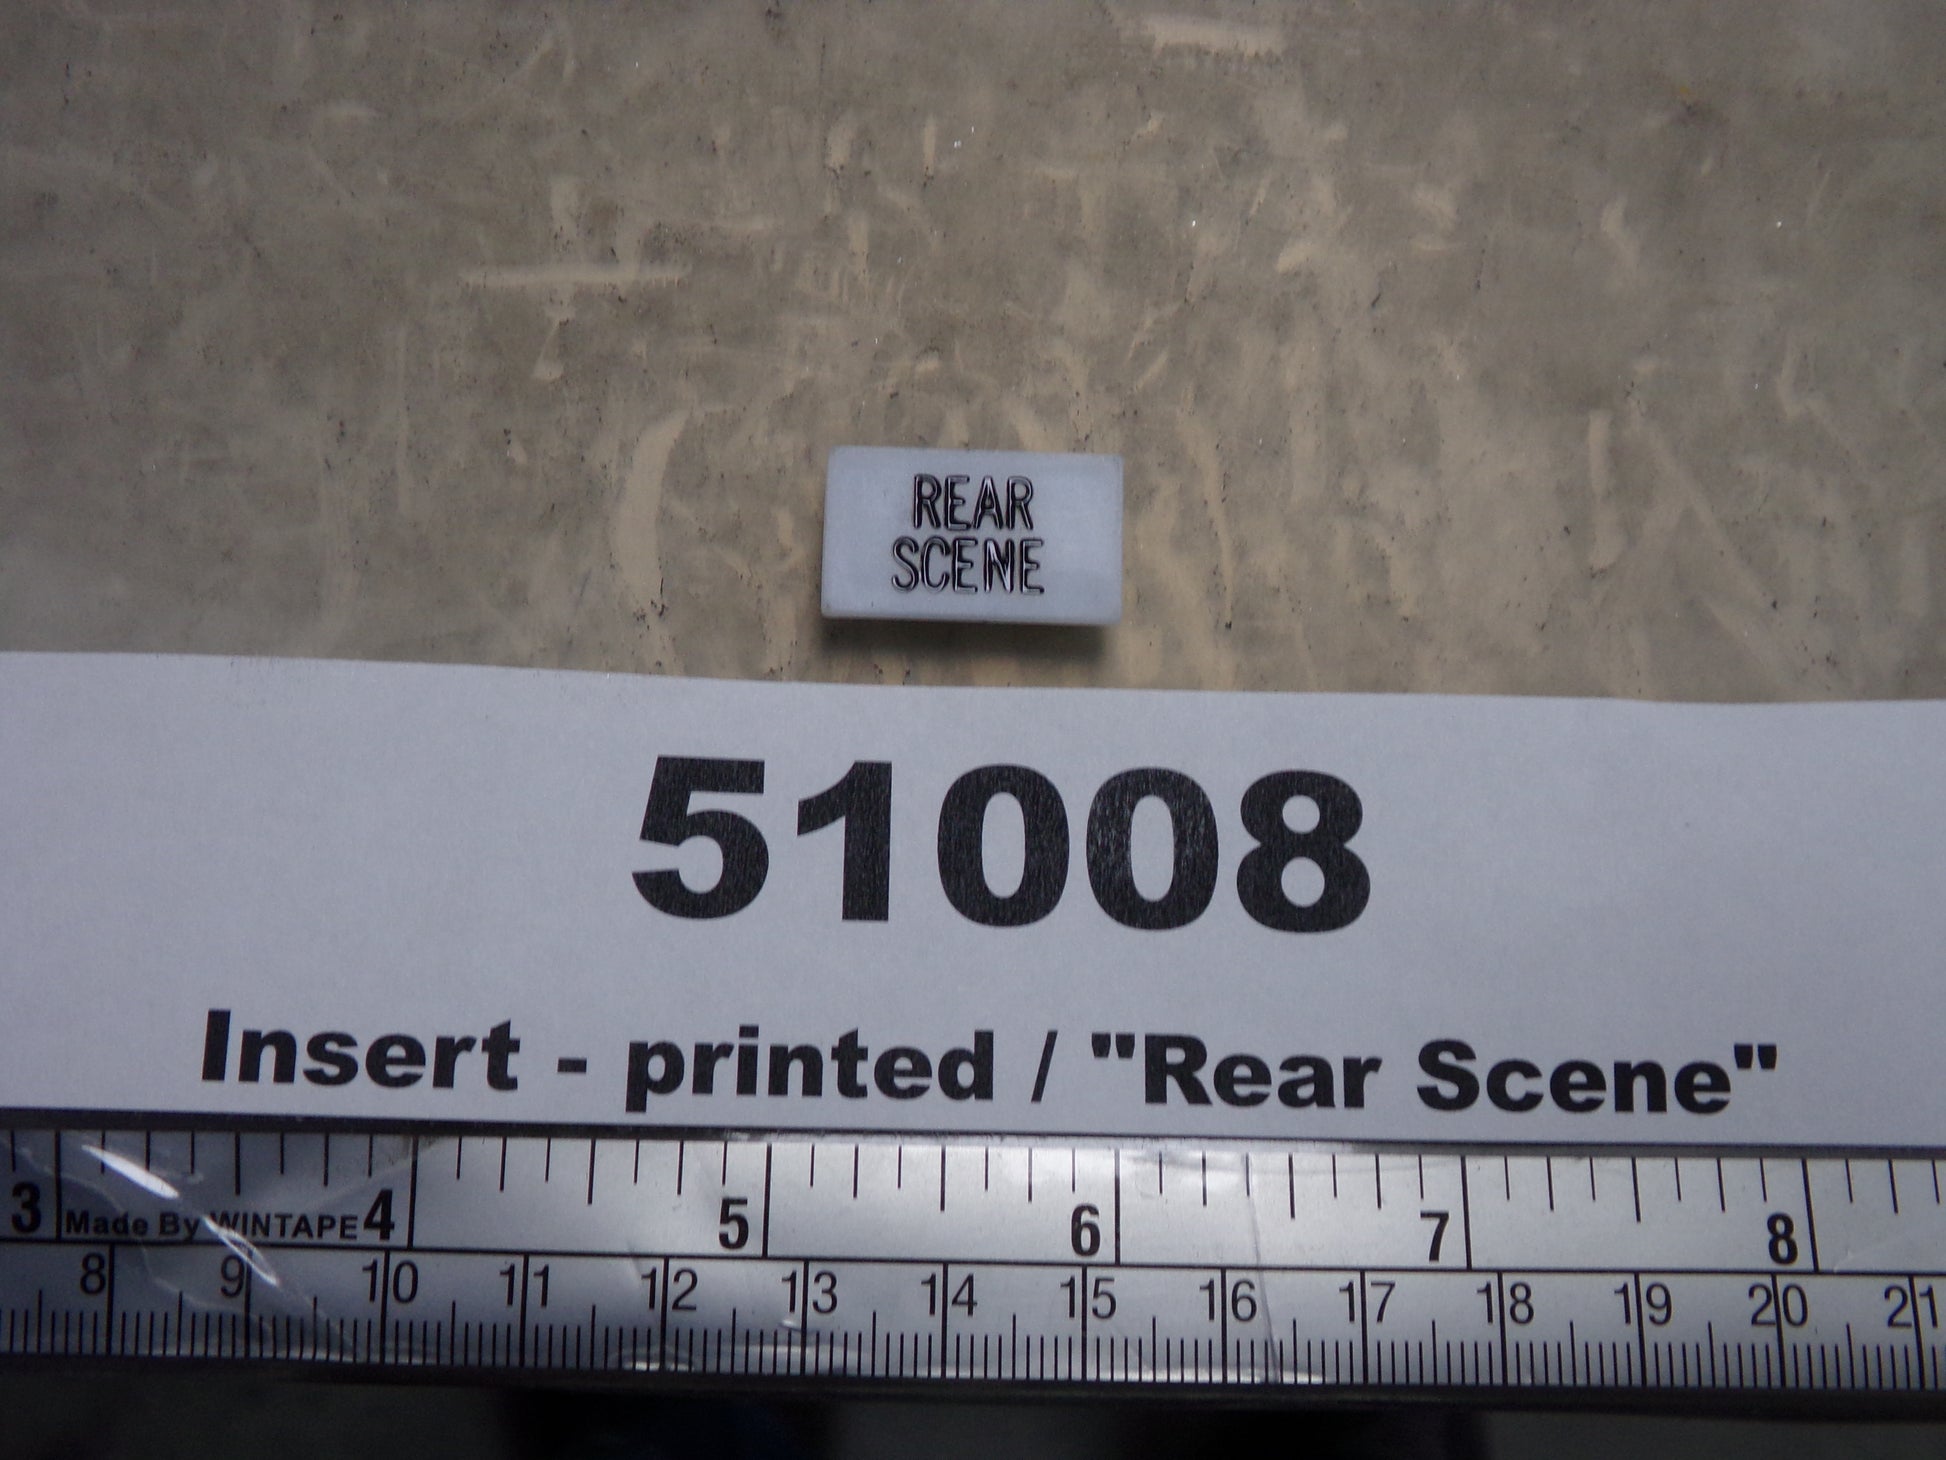 REAR
SCENE
51008
Insert - printed / "Rear Scene"
3 Made By WINTAPE 4 5 6 7 8
8 9 10 11 12 13 14 15 16 17 18 19 20 21